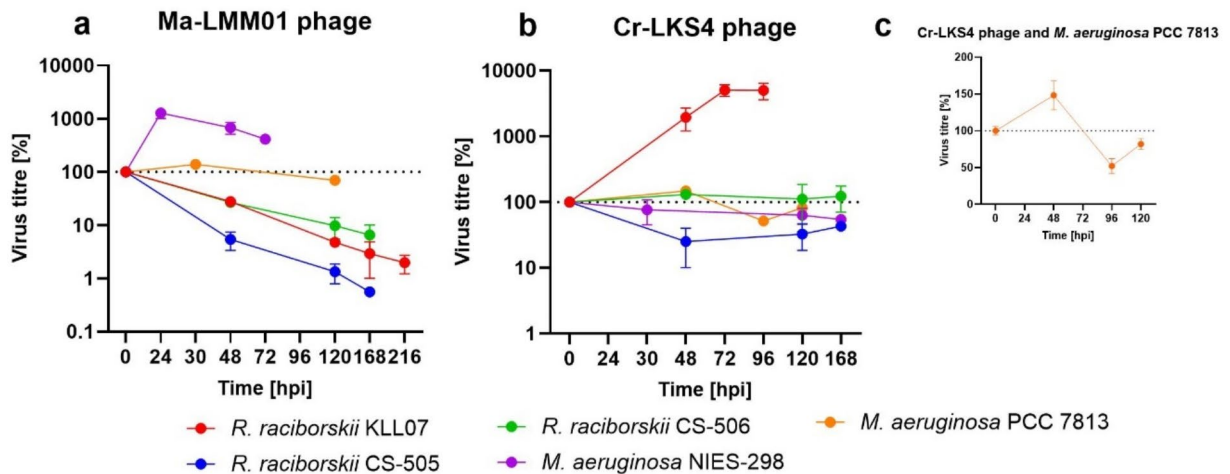 a
Ma-LMM01 phage
Virus titre [%]
10000
1000
100
10
1
0.1
0 24 30 48 72 96 120 168 216
Time [hpi]
b
Cr-LKS4 phage
Virus titre [%]
10000
1000
100
10
1
0 24 30 48 72 96 120 168
Time [hpi]
c
Cr-LKS4 phage and M. aeruginosa PCC 7813
Virus titre [%]
200
150
100
50
0
0 24 48 72 96 120
Time [hpi]
R. raciborskii KLL07
R. raciborskii CS-506
M. aeruginosa PCC 7813
R. raciborskii CS-505
M. aeruginosa NIES-298